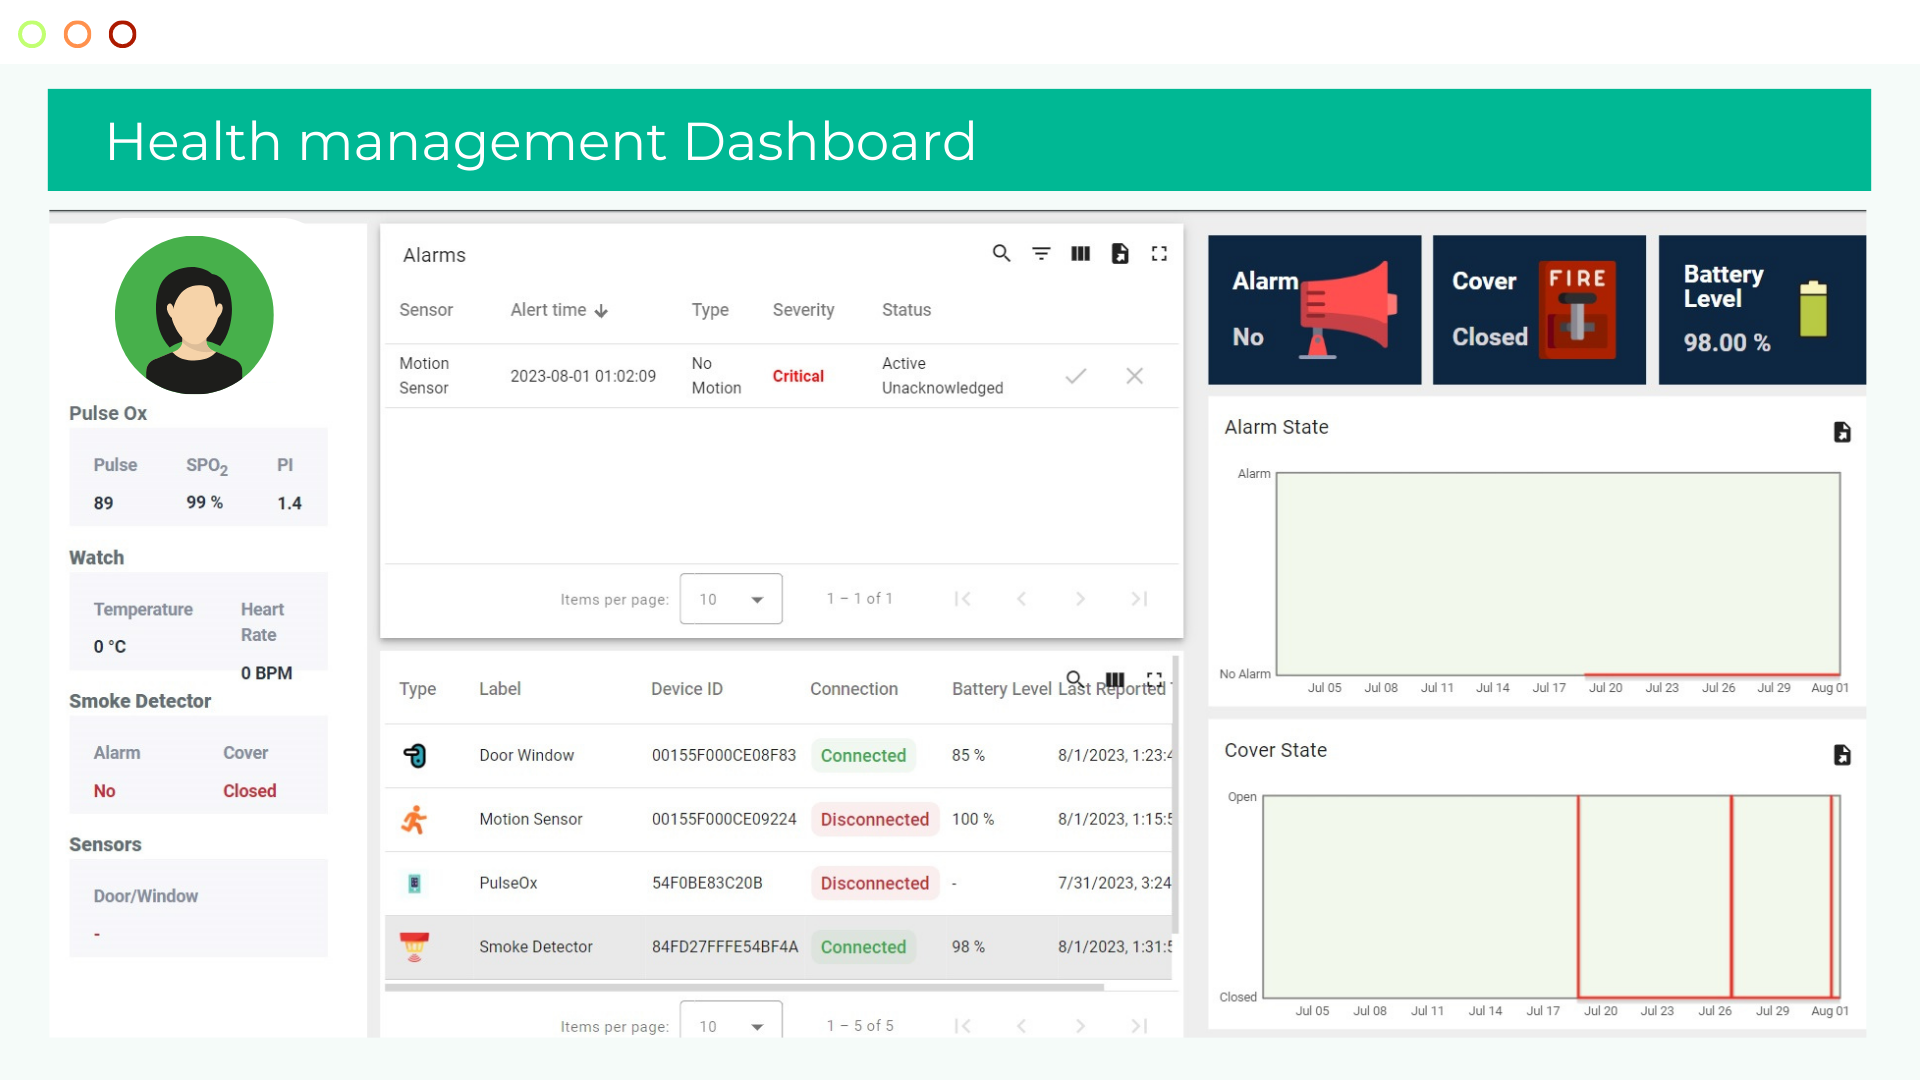 Health management Dashboard
Pulse Ox
Pulse SPO2 PI
89 99 % 1.4
Watch
Temperature Heart
Rate
0 °C
0 BPM
Smoke Detector
Alarm Cover
No Closed
Sensors
Door/Window
-
Alarms
Sensor Alert time Type Severity Status
Motion No Active
2023-08-01 01:02:09 Critical
Sensor Motion Unacknowledged
Items per page: 10 1 – 1 of 1
Type Label Device ID Connection Battery Level Last Reported
Door Window 00155F000CE08F83 Connected 85 % 8/1/2023, 1:23:4
Motion Sensor 00155F000CE09224 Disconnected 100 % 8/1/2023, 1:15:5
PulseOx 54F0BE83C20B Disconnected - 7/31/2023, 3:24
Smoke Detector 84FD27FFFE54BF4A Connected 98 % 8/1/2023, 1:31:5
Items per page: 10 1 – 5 of 5
Alarm
No
Cover
Closed
FIRE
Battery
Level
98.00 %
Alarm State
Alarm
No Alarm
Jul 05 Jul 08 Jul 11 Jul 14 Jul 17 Jul 20 Jul 23 Jul 26 Jul 29 Aug 01
Cover State
Open
Closed
Jul 05 Jul 08 Jul 11 Jul 14 Jul 17 Jul 20 Jul 23 Jul 26 Jul 29 Aug 01